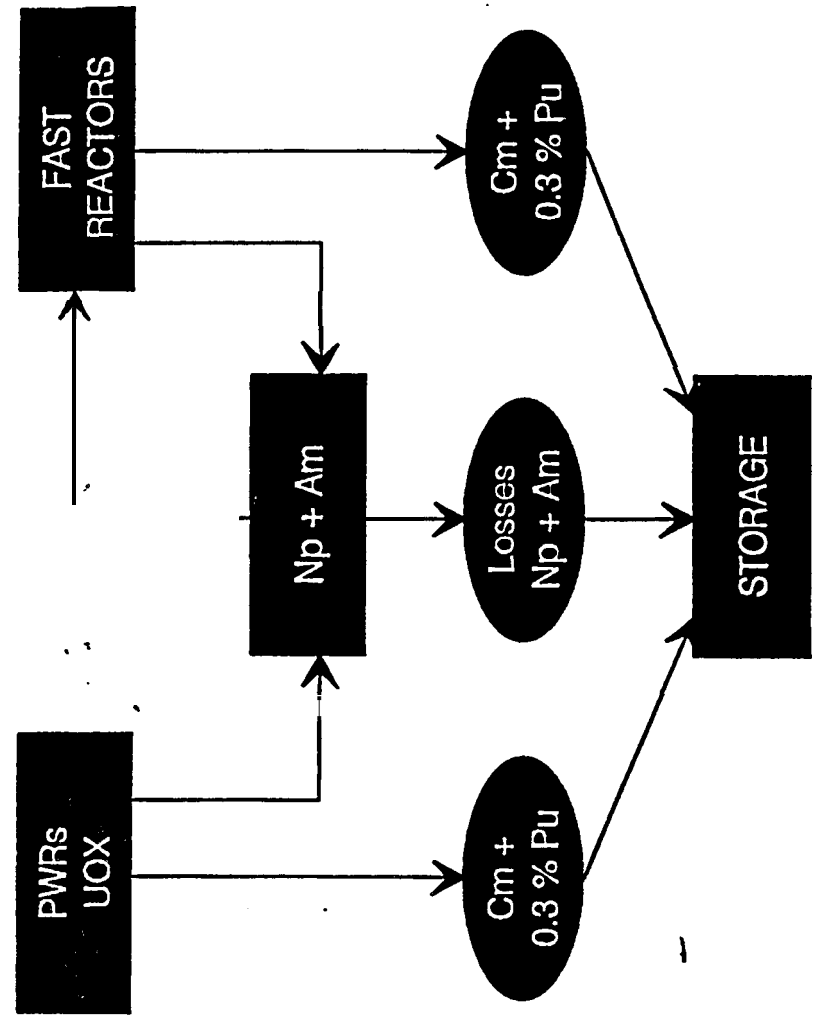 PWRs
UOX
FAST
REACTORS
Np + Am
Cm +
0.3 % Pu
Losses
Np + Am
Cm +
0.3 % Pu
STORAGE